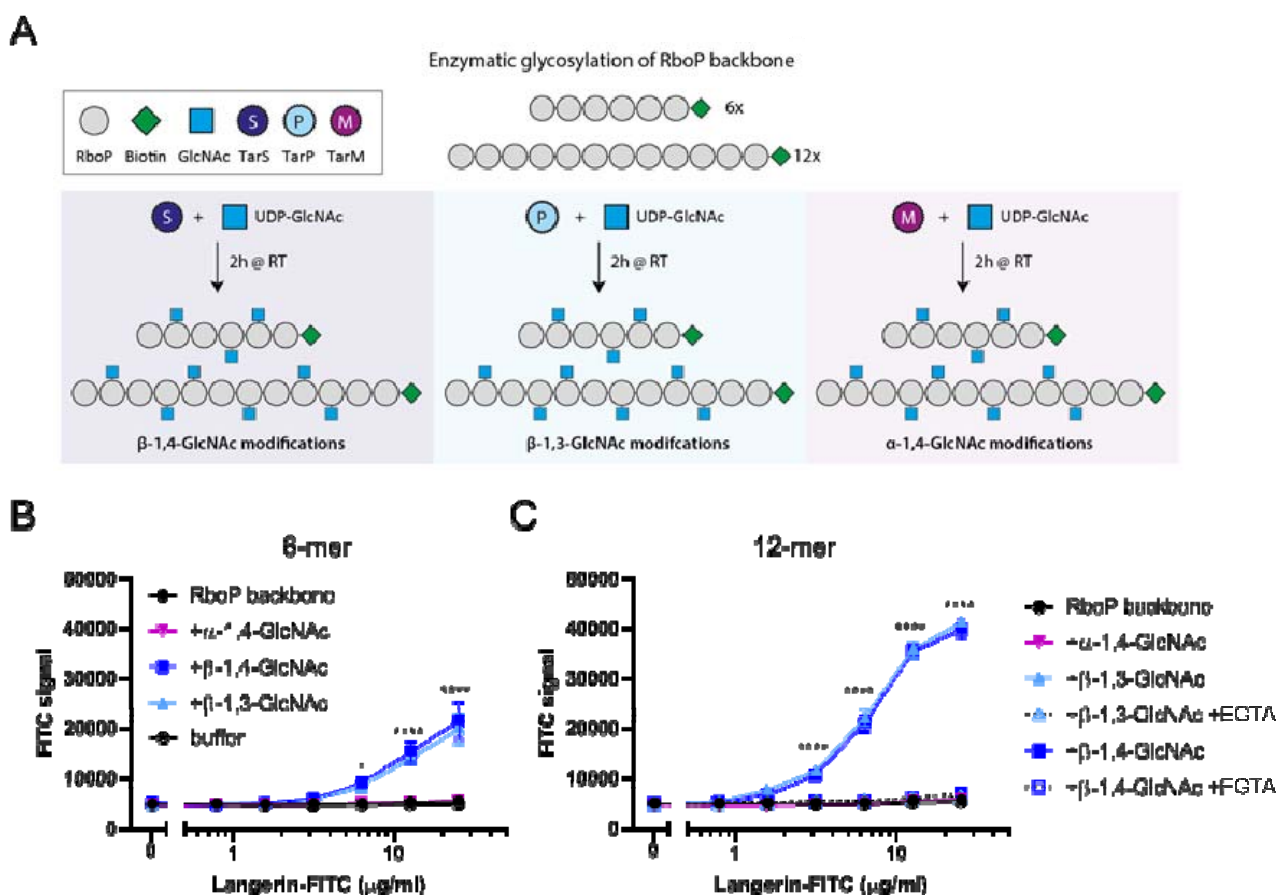 A
Enzymatic glycosylation of RboP backbone
6x
12x
S P M
RboP Biotin GlcNAc TarS TarP TarM
S + UDP-GlcNAc
2h @ RT
β-1,4-GlcNAc modifications
P + UDP-GlcNAc
2h @ RT
β-1,3-GlcNAc modifcations
M + UDP-GlcNAc
2h @ RT
α-1,4-GlcNAc modifications
B
6-mer
FITC signal
60000
50000
40000
30000
20000
10000
0
RboP backbone
+α-1,4-GlcNAc
+β-1,4-GlcNAc
+β-1,3-GlcNAc
buffer
*
****
****
0 1 10
Langerin-FITC (μg/ml)
C
12-mer
FITC signal
60000
50000
40000
30000
20000
10000
0
****
****
****
****
0 1 10
Langerin-FITC (μg/ml)
RboP backbone
+α-1,4-GlcNAc
+β-1,3-GlcNAc
+β-1,3-GlcNAc +EGTA
+β-1,4-GlcNAc
+β-1,4-GlcNAc +EGTA